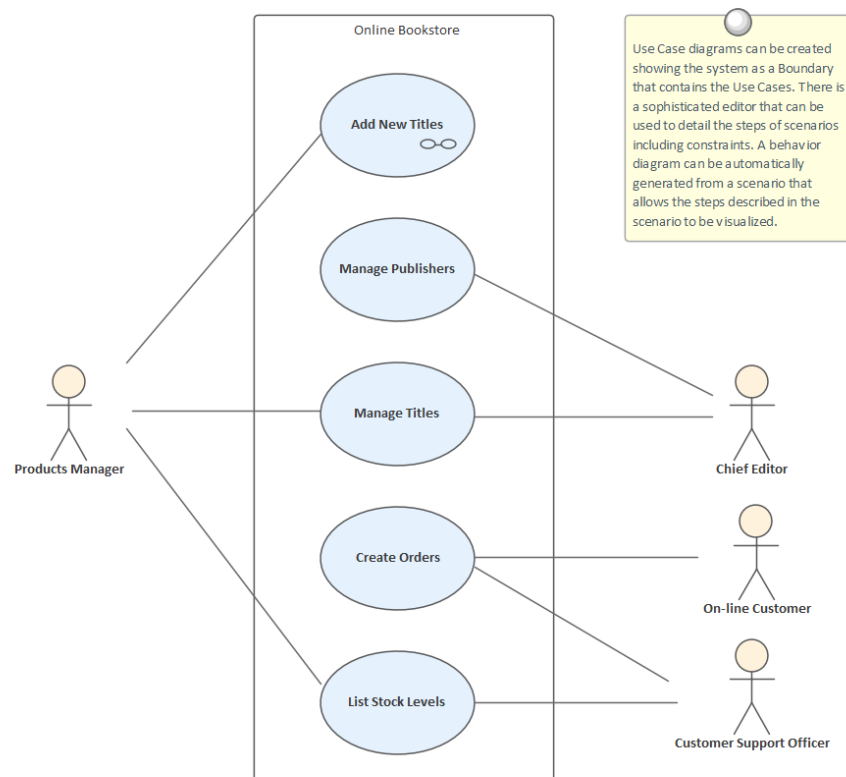 Online Bookstore
Use Case diagrams can be created
showing the system as a Boundary
that contains the Use Cases. There is
a sophisticated editor that can be
used to detail the steps of scenarios
including constraints. A behavior
diagram can be automatically
generated from a scenario that
allows the steps described in the
scenario to be visualized.
Add New Titles
Manage Publishers
Manage Titles
Products Manager
Chief Editor
Create Orders
On-line Customer
List Stock Levels
Customer Support Officer